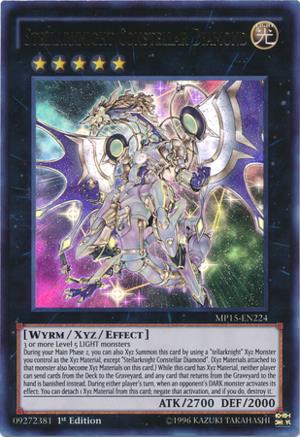 Stellarknight Constellar Diamond
LIGHT
光
MP15-EN224
[Wyrm / Xyz / Effect]
3 or more Level 5 LIGHT monsters
During your Main Phase 2, you can also Xyz Summon this card by using a "tellarknight" Xyz Monster
you control as the Xyz Material, except "Stellarknight Constellar Diamond". (Xyz Materials attached to
that monster also become Xyz Materials on this card.) While this card has Xyz Material, neither player
can send cards from the Deck to the Graveyard, and any card that returns from the Graveyard to the
hand is banished instead. During either player's turn, when an opponent's DARK monster activates its
effect: You can detach 1 Xyz Material from this card; negate that activation, and if you do, destroy it.
ATK/2700 DEF/2000
09272381 1st Edition ©1996 KAZUKI TAKAHASHI